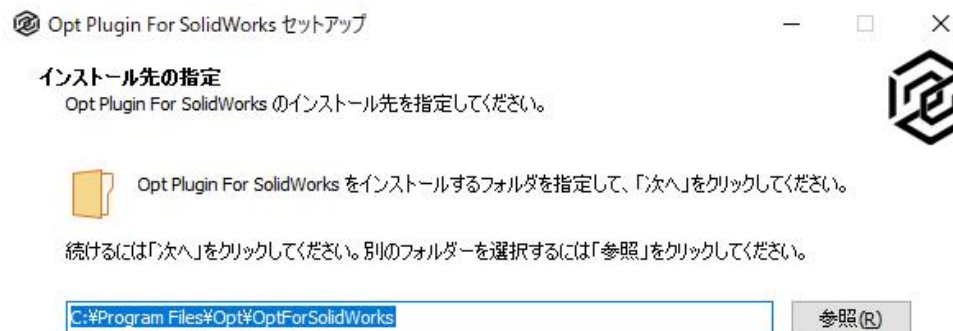 Opt Plugin For SolidWorks セットアップ
インストール先の指定
Opt Plugin For SolidWorks のインストール先を指定してください。
Opt Plugin For SolidWorks をインストールするフォルダを指定して、「次へ」をクリックしてください。
続けるには「次へ」をクリックしてください。別のフォルダーを選択するには「参照」をクリックしてください。
C:¥Program Files¥Opt¥OptForSolidWorks
参照(R)